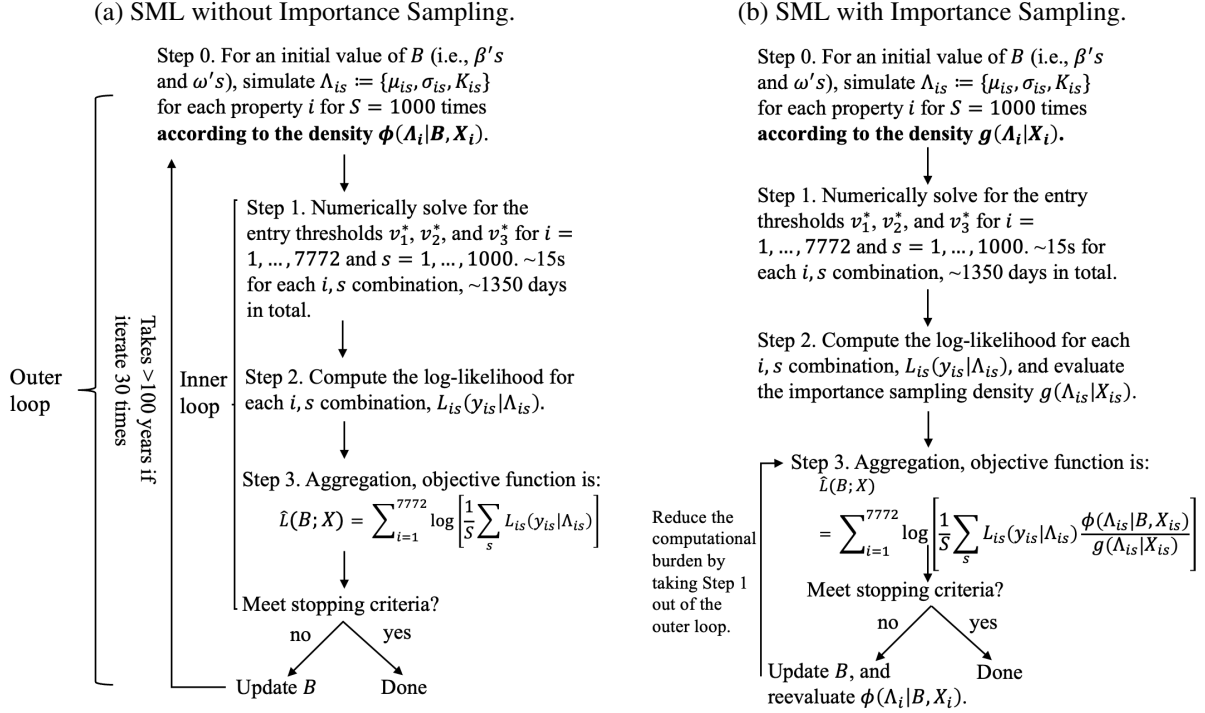 (a) SML without Importance Sampling.
Step 0. For an initial value of B (i.e., β′s
and ω′s), simulate Λ_is ≔ {μ_is, σ_is, K_is}
for each property i for S = 1000 times
according to the density ϕ(Λ_i|B, X_i).
Step 1. Numerically solve for the
entry thresholds v₁*, v₂*, and v₃* for i =
1, … , 7772 and s = 1, … , 1000. ~15s
for each i, s combination, ~1350 days
in total.
Step 2. Compute the log-likelihood for
each i, s combination, L_is(y_is|Λ_is).
Step 3. Aggregation, objective function is:
L̂(B; X) = ∑_{i=1}^{7772} log[1/S ∑_s L_is(y_is|Λ_is)]
Meet stopping criteria?
no
yes
Update B
Done
Outer
loop
Takes >100 years if
iterate 30 times
Inner
loop
(b) SML with Importance Sampling.
Step 0. For an initial value of B (i.e., β′s
and ω′s), simulate Λ_is ≔ {μ_is, σ_is, K_is}
for each property i for S = 1000 times
according to the density g(Λ_i|X_i).
Step 1. Numerically solve for the entry
thresholds v₁*, v₂*, and v₃* for i =
1, … , 7772 and s = 1, … , 1000. ~15s for
each i, s combination, ~1350 days in total.
Step 2. Compute the log-likelihood for each
i, s combination, L_is(y_is|Λ_is), and evaluate
the importance sampling density g(Λ_is|X_is).
Step 3. Aggregation, objective function is:
L̂(B; X)
= ∑_{i=1}^{7772} log[1/S ∑_s L_is(y_is|Λ_is) ϕ(Λ_is|B, X_is)/g(Λ_is|X_is)]
Meet stopping criteria?
no
yes
Update B, and
reevaluate ϕ(Λ_i|B, X_i).
Done
Reduce the
computational
burden by
taking Step 1
out of the
outer loop.